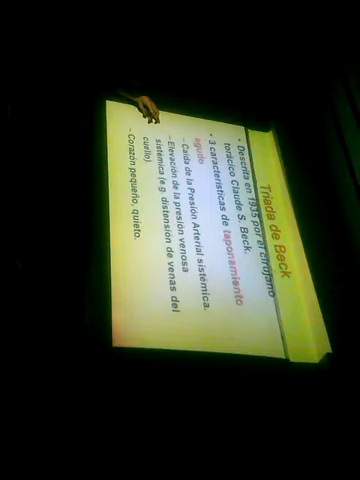 Triada de Beck
• Descrita en 1935 por el cirujano
torácico Claude S. Beck.
• 3 características de taponamiento
agudo
– Caída de la Presión Arterial sistémica.
– Elevación de la presión venosa
sistémica (e.g. distensión de venas del
cuello).
– Corazón pequeño, quieto.